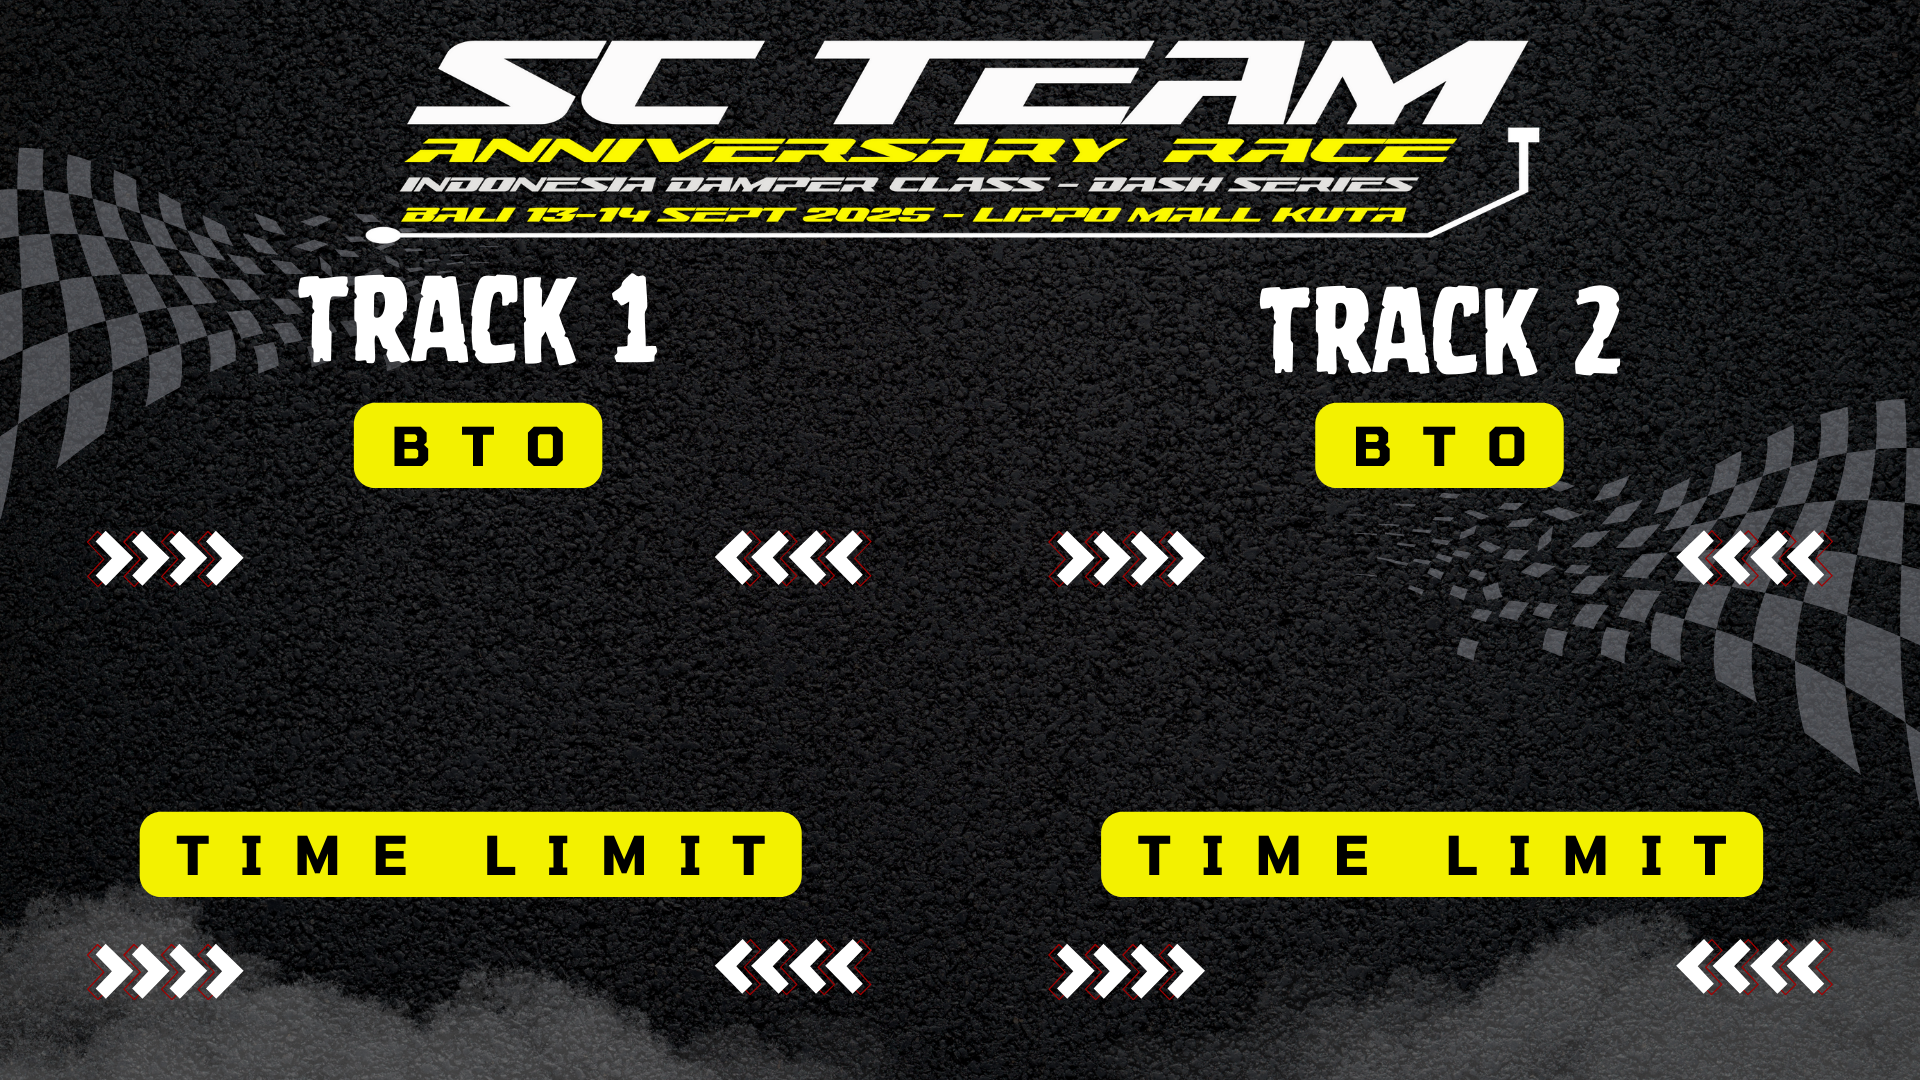 SC TEAM
ANNIVERSARY RACE
INDONESIA DAMPER CLASS - DASH SERIES
BALI 13-14 SEPT 2025 - LIPPO MALL KUTA
TRACK 1
BTO
TIME LIMIT
TRACK 2
BTO
TIME LIMIT